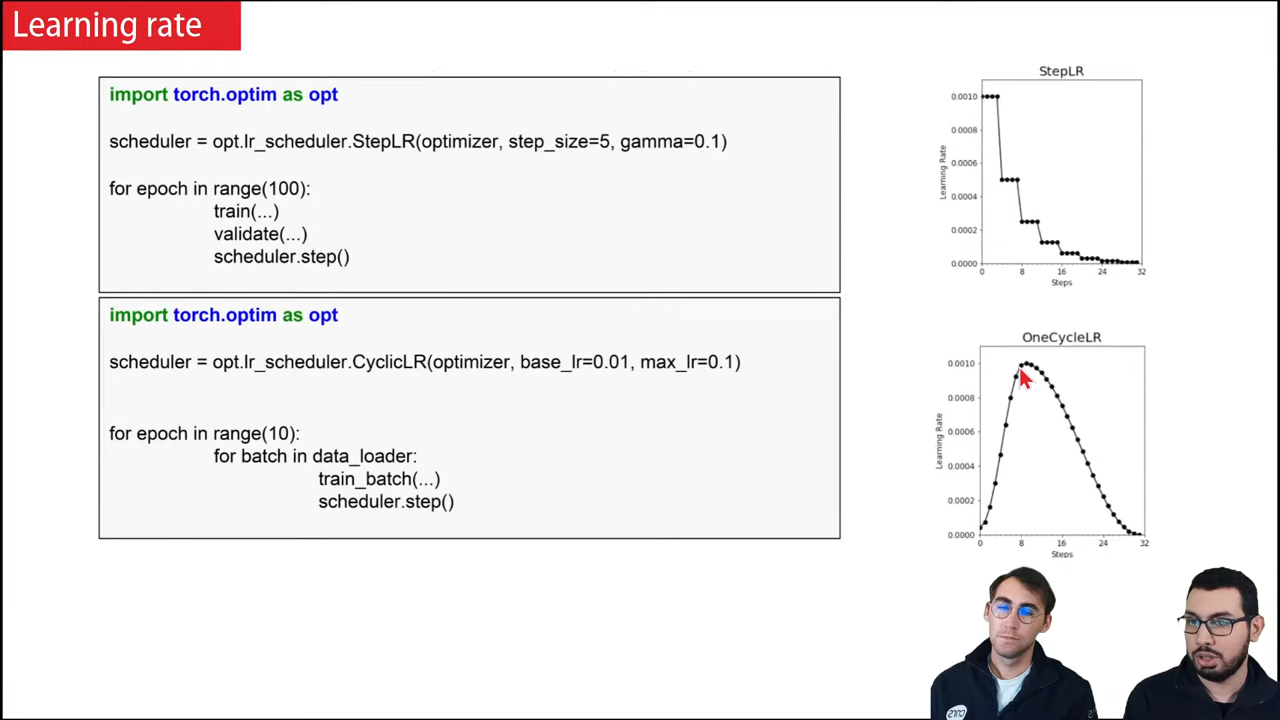 Learning rate
import torch.optim as opt
scheduler = opt.lr_scheduler.StepLR(optimizer, step_size=5, gamma=0.1)
for epoch in range(100):
train(...)
validate(...)
scheduler.step()
import torch.optim as opt
scheduler = opt.lr_scheduler.CyclicLR(optimizer, base_lr=0.01, max_lr=0.1)
for epoch in range(10):
for batch in data_loader:
train_batch(...)
scheduler.step()
StepLR
0.0010
0.0008
0.0006
0.0004
0.0002
0.0000
Learning Rate
0 8 16 24 32
Steps
OneCycleLR
0.0010
0.0008
0.0006
0.0004
0.0002
0.0000
Learning Rate
0 8 16 24 32
Steps